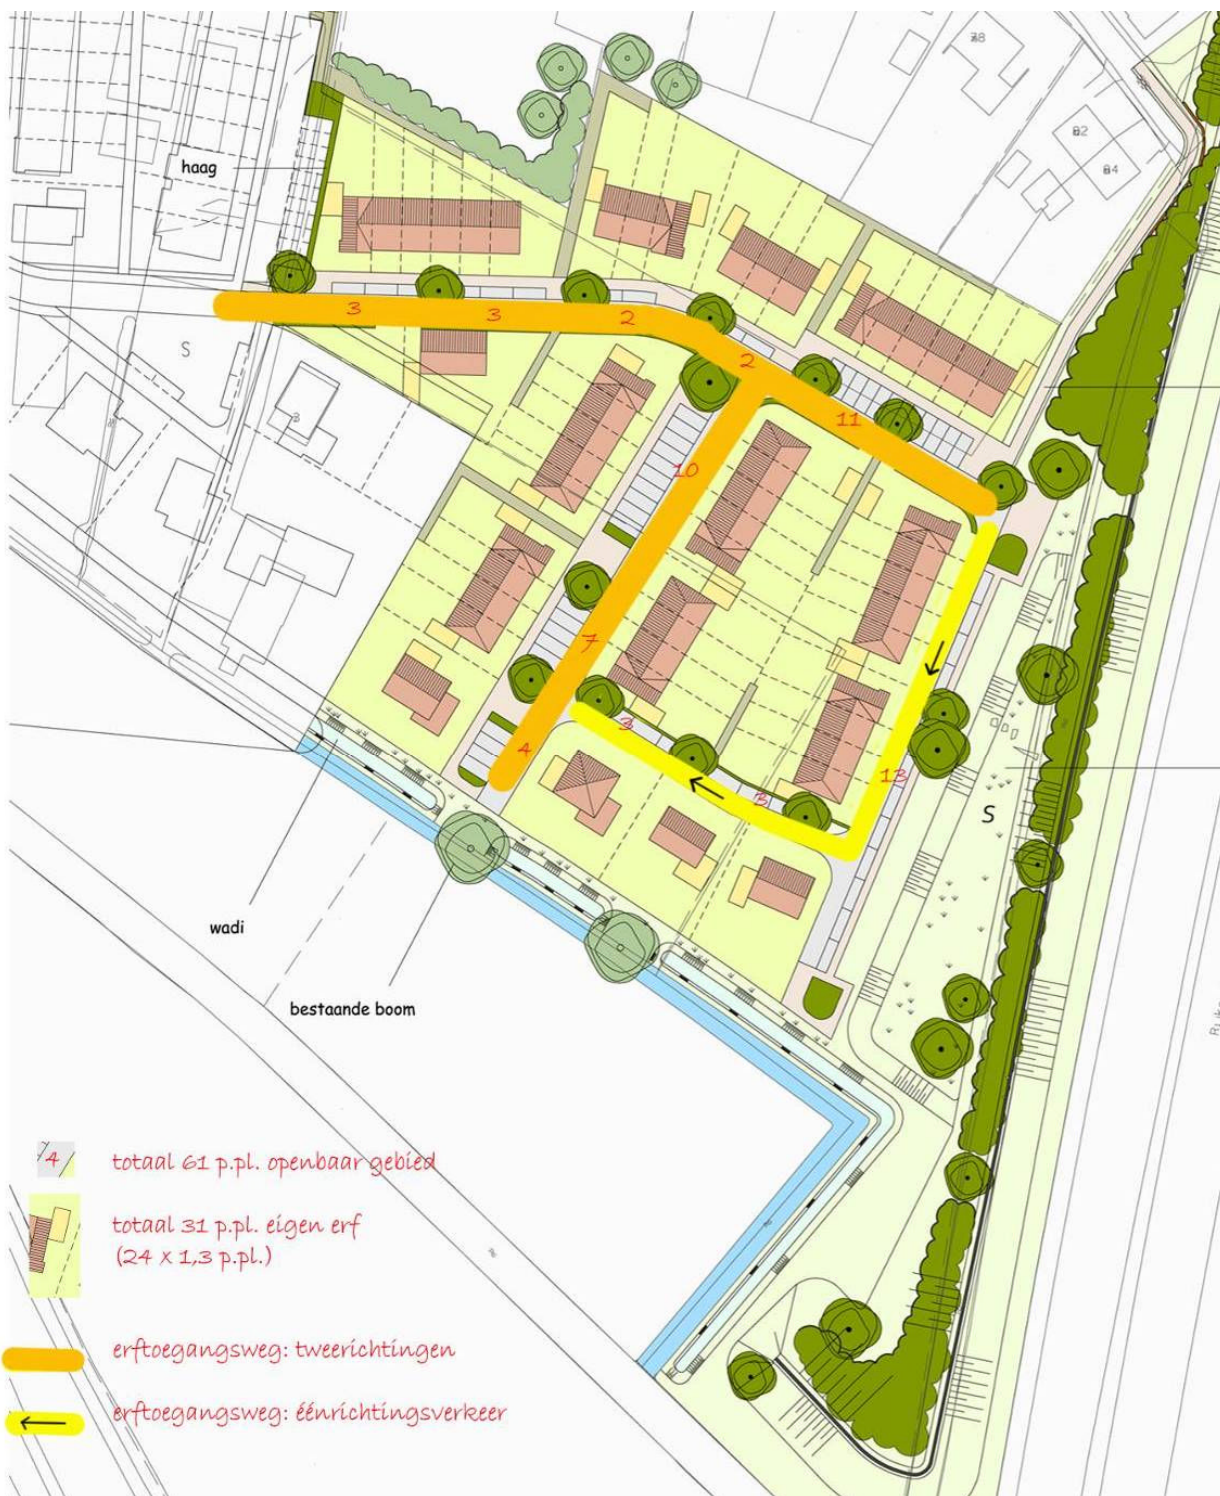 78
82
84
haag
3
3
2
2
11
S
10
7
4
3
3
13
S
wadi
bestaande boom
4
totaal 61 p.pl. openbaar gebied
totaal 31 p.pl. eigen erf
(24 x 1,3 p.pl.)
erftoegangsweg: tweerichtingen
erftoegangsweg: éénrichtingsverkeer